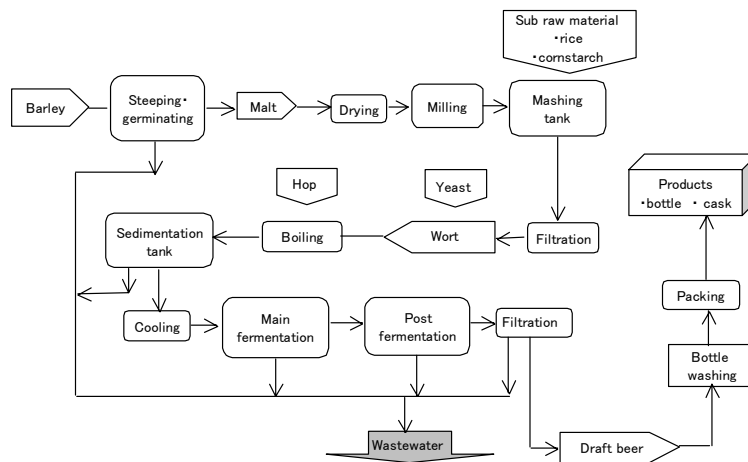 Sub raw material
・rice
・cornstarch
Barley
Steeping・
germinating
Malt
Drying
Milling
Mashing
tank
Hop
Yeast
Products
・bottle ・ cask
Sedimentation
tank
Boiling
Wort
Filtration
Packing
Cooling
Main
fermentation
Post
fermentation
Filtration
Bottle
washing
Wastewater
Draft beer